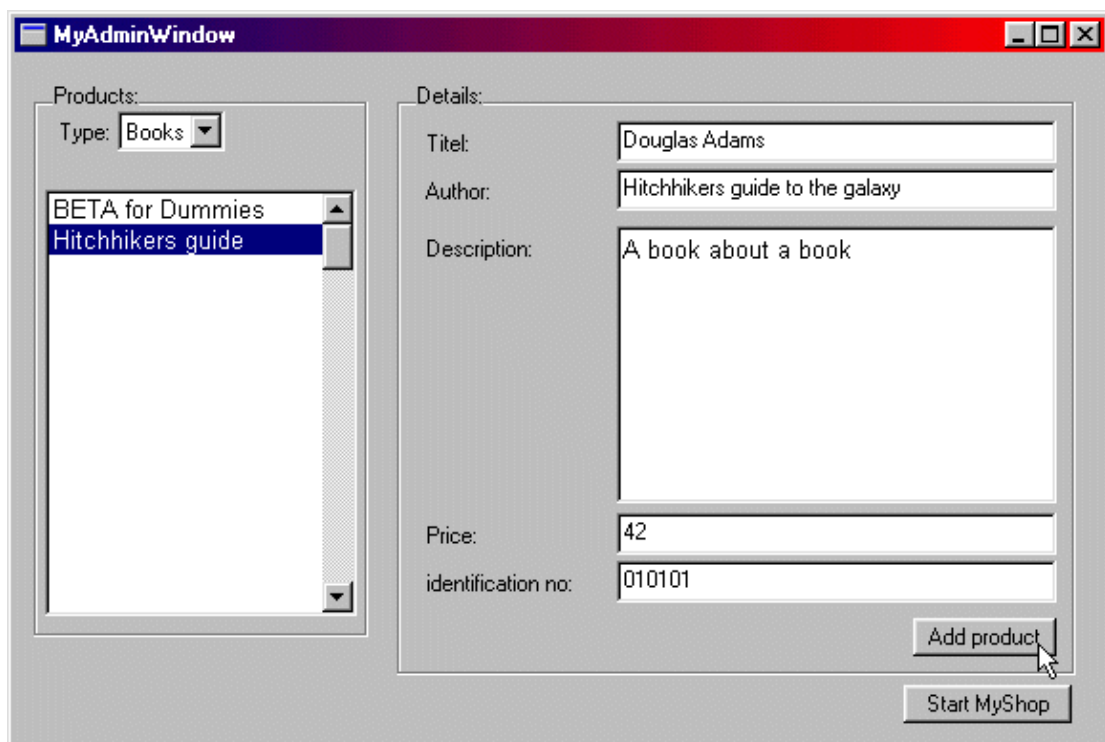 MyAdminWindow
Products:
Type: Books
BETA for Dummies
Hitchhikers guide
Details:
Titel: Douglas Adams
Author: Hitchhikers guide to the galaxy
Description: A book about a book
Price: 42
identification no: 010101
Add product
Start MyShop